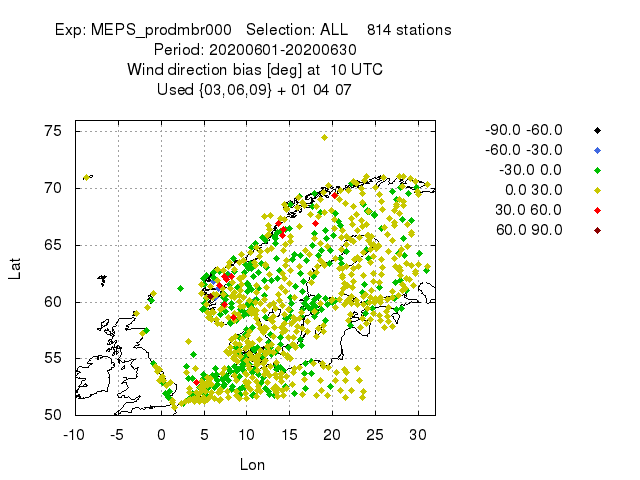 Exp: MEPS_prodmbr000   Selection: ALL    814 stations
Period: 20200601-20200630
Wind direction bias [deg] at  10 UTC
Used {03,06,09} + 01 04 07
75
70
65
60
55
50
Lat
-10 -5 0 5 10 15 20 25 30
Lon
-90.0 -60.0
-60.0 -30.0
-30.0 0.0
0.0 30.0
30.0 60.0
60.0 90.0